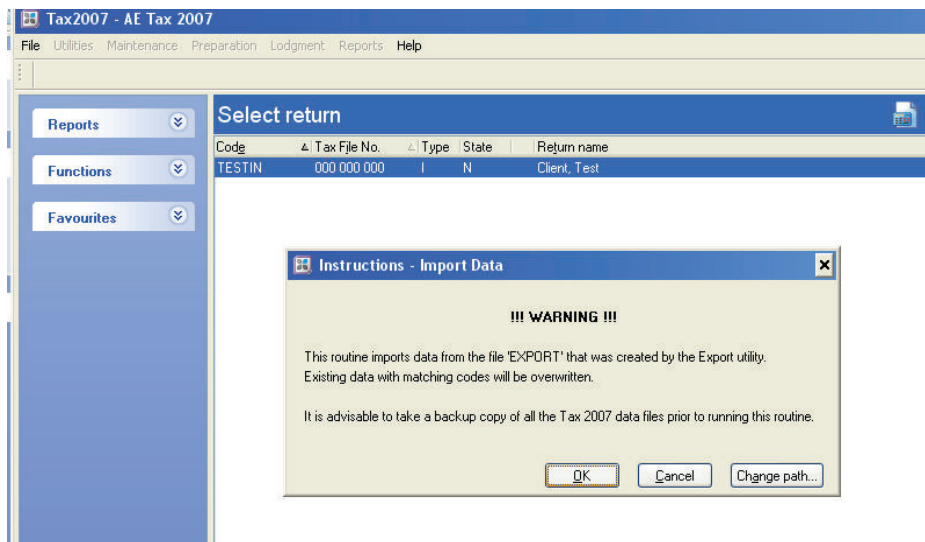 Tax2007 - AE Tax 2007
File Utilities Maintenance Preparation Lodgment Reports Help
Reports
Functions
Favourites
Select return
Code Tax File No. Type State Return name
TESTIN 000 000 000 I N Client, Test
Instructions - Import Data
!!! WARNING !!!
This routine imports data from the file 'EXPORT' that was created by the Export utility.
Existing data with matching codes will be overwritten.
It is advisable to take a backup copy of all the Tax 2007 data files prior to running this routine.
OK Cancel Change path...